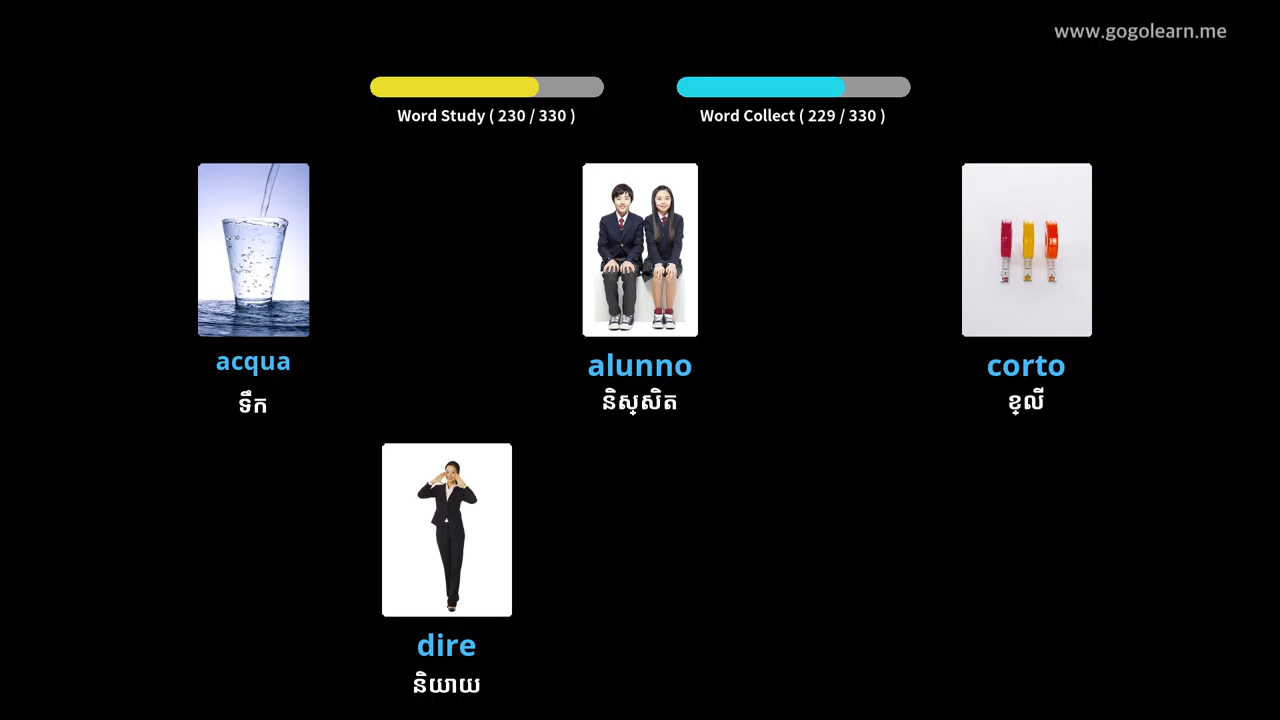 www.gogolearn.me
Word Study ( 230 / 330 )
Word Collect ( 229 / 330 )
acqua
ទឹក
alunno
និស្សិត
corto
ខ្លី
dire
និយាយ